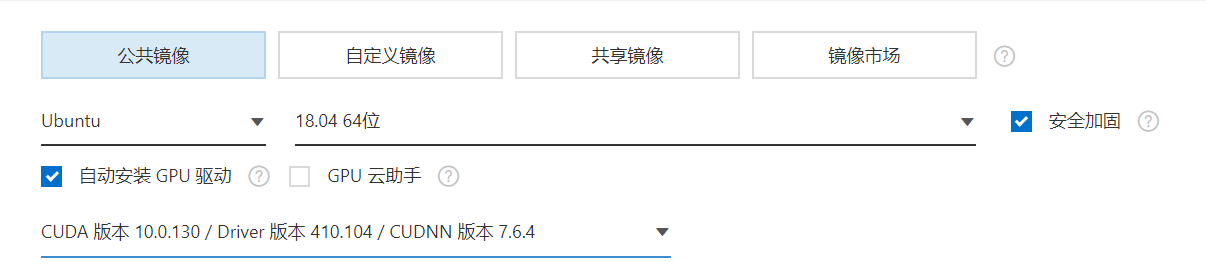 公共镜像 自定义镜像 共享镜像 镜像市场 ?
Ubuntu 18.04 64位 安全加固 ?
自动安装 GPU 驱动 ? GPU 云助手 ?
CUDA 版本 10.0.130 / Driver 版本 410.104 / CUDNN 版本 7.6.4